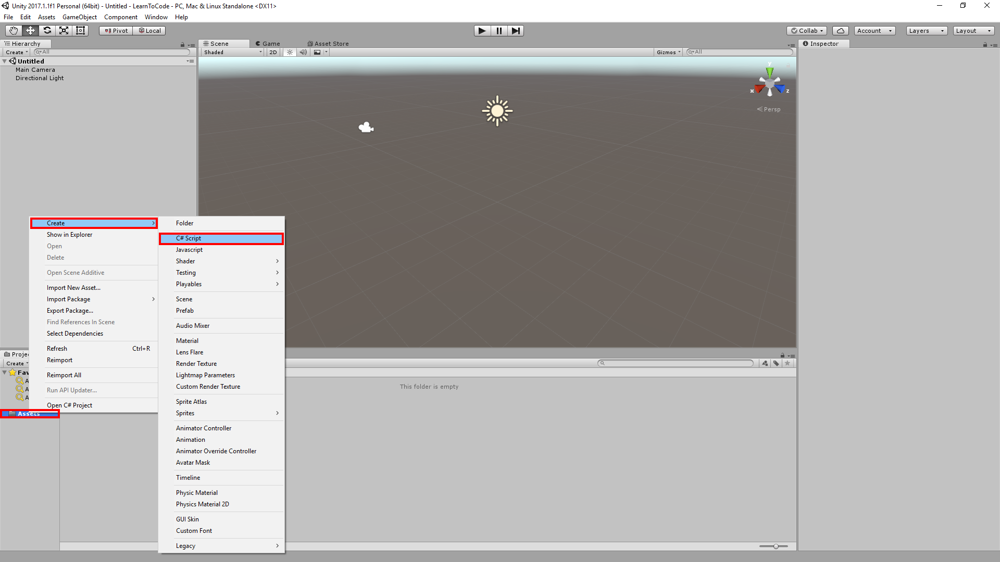 Unity 2017.1.1f1 Personal (64bit) - Untitled - LearnToCode - PC, Mac & Linux Standalone <DX11>
File Edit Assets GameObject Component Window Help
Pivot Local Collab Account Layers Layout
Hierarchy
Create All
Untitled
Main Camera
Directional Light
Scene Game Asset Store
Shaded 2D Gizmos All
y
x z
Persp
Inspector
Create
Show in Explorer
Open
Delete
Open Scene Additive
Import New Asset...
Import Package
Export Package...
Find References In Scene
Select Dependencies
Refresh Ctrl+R
Reimport
Reimport All
Run API Updater...
Open C# Project
Folder
C# Script
Javascript
Shader
Testing
Playables
Scene
Prefab
Audio Mixer
Material
Lens Flare
Render Texture
Lightmap Parameters
Custom Render Texture
Sprite Atlas
Sprites
Animator Controller
Animation
Animator Override Controller
Avatar Mask
Timeline
Physic Material
Physics Material 2D
GUI Skin
Custom Font
Legacy
Projec
Create
Fav
A
A
A
Assets
This folder is empty